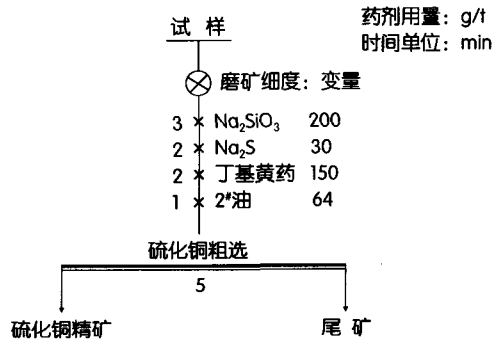 药剂用量：g/t
时间单位：min
试 样
磨矿细度：变量
3 Na₂SiO₃ 200
2 Na₂S 30
2 丁基黄药 150
1 2#油 64
硫化铜粗选
5
硫化铜精矿
尾 矿